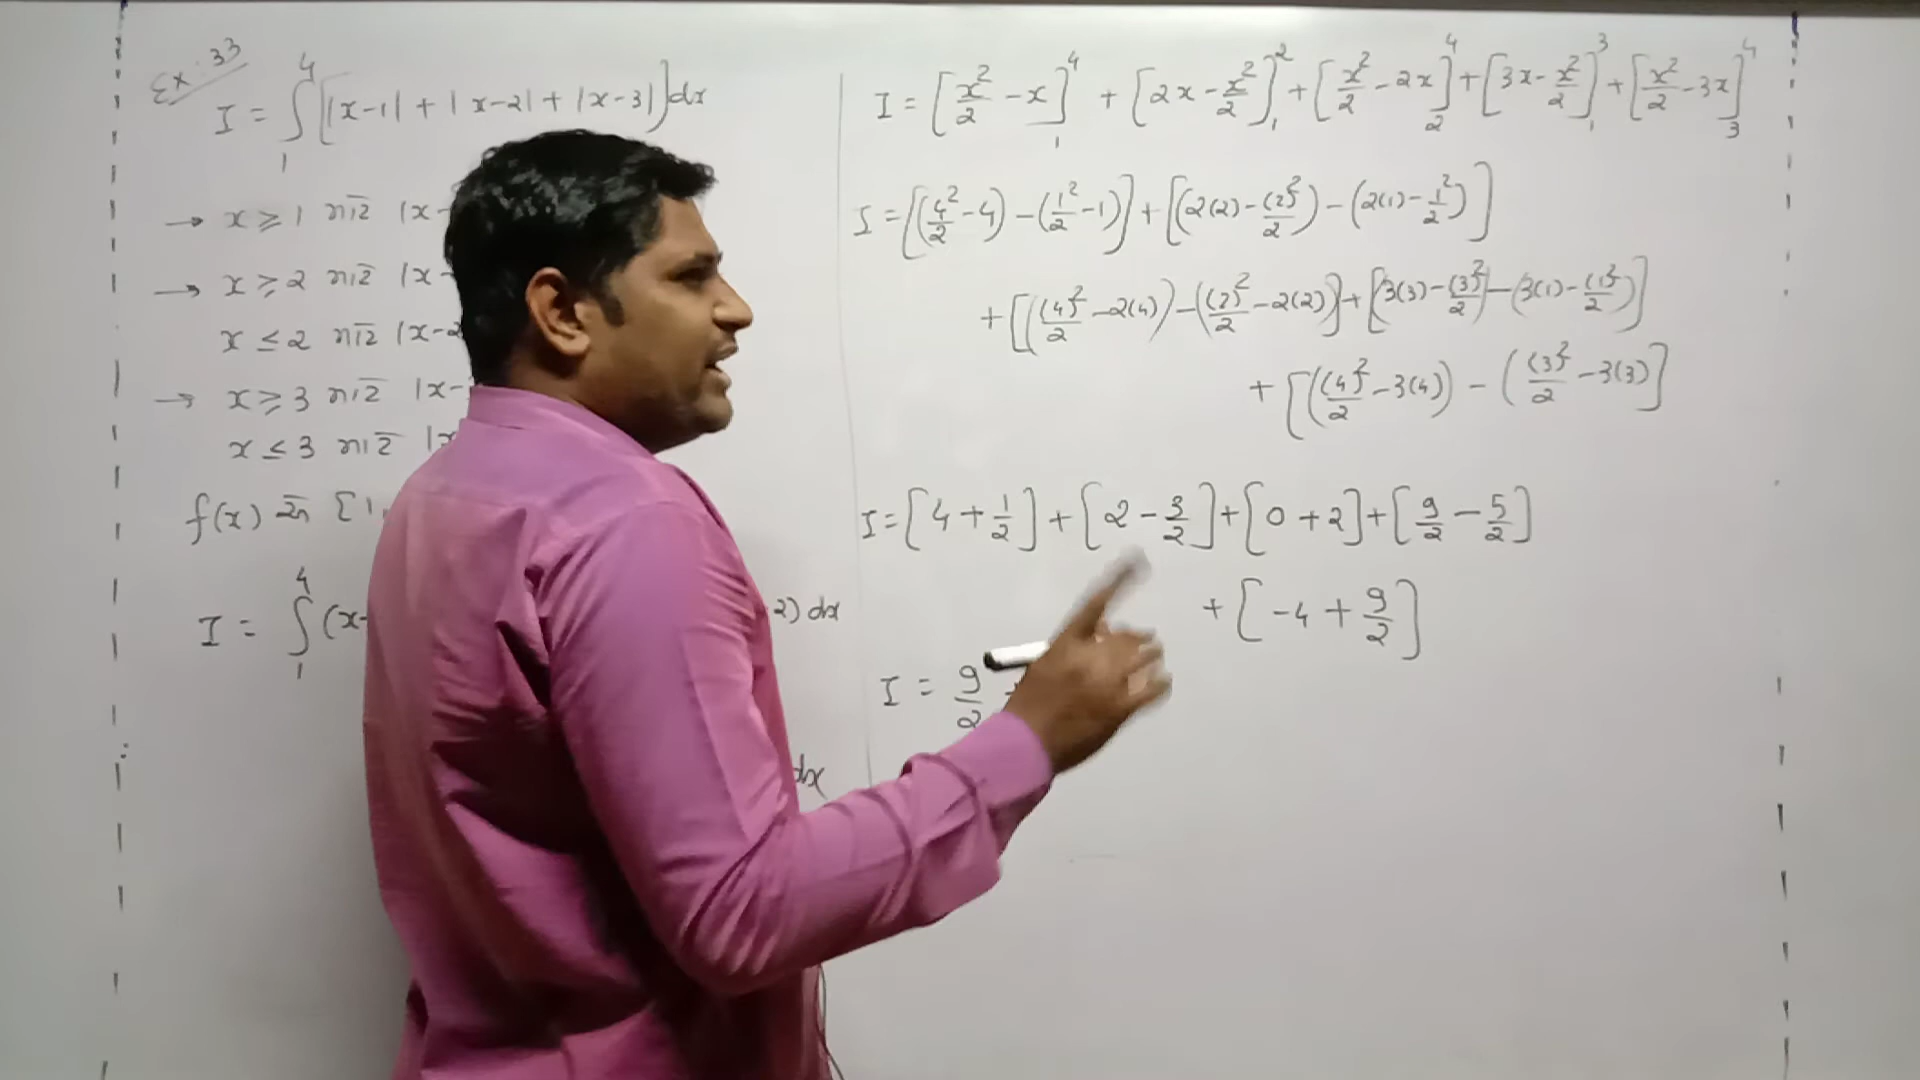 Ex. 33
I = ∫₁⁴ [|x-1| + |x-2| + |x-3|] dx
→ x ≥ 1 |x-
→ x ≥ 2 |x-
x ≤ 2 |x-2
→ x ≥ 3 |x-
x ≤ 3
f(x) [1,
I = ∫₁⁴ (x- 2) dx
dx
I = [x²/2 - x]₁⁴ + [2x - x²/2]₁² + [x²/2 - 2x]₂⁴ + [3x - x²/2]₁³ + [x²/2 - 3x]₃⁴
I = [(4²/2 - 4) - (1²/2 - 1)] + [(2(2) - (2)²/2) - (2(1) - 1²/2)]
+ [((4)²/2 - 2(4)) - ((2)²/2 - 2(2))] + [3(3) - (3)²/2) - (3(1) - (1)²/2)]
+ [((4)²/2 - 3(4)) - ((3)²/2 - 3(3)]
I = [4 + 1/2] + [2 - 3/2] + [0 + 2] + [9/2 - 5/2]
+ [-4 + 9/2]
I = 9/2